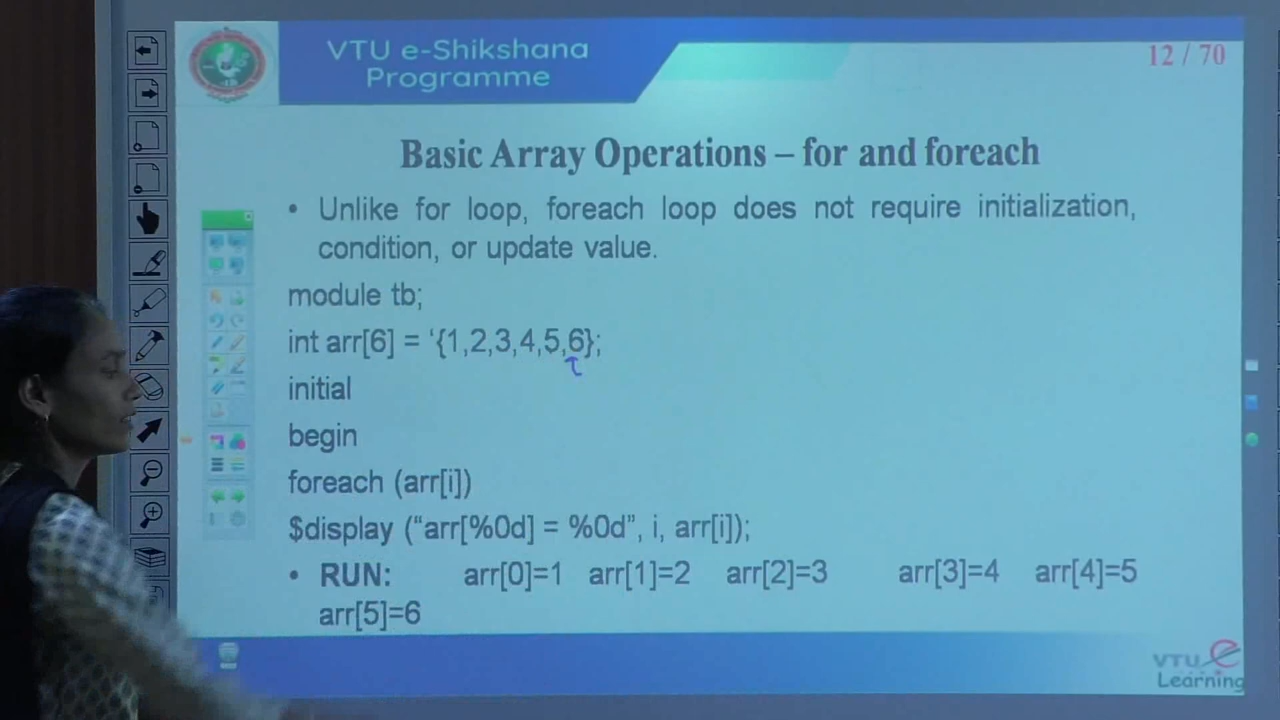 VTU e-Shikshana
Programme
12 / 70
Basic Array Operations – for and foreach
• Unlike for loop, foreach loop does not require initialization,
condition, or update value.
module tb;
int arr[6] = ‘{1,2,3,4,5,6};
initial
begin
foreach (arr[i])
$display (“arr[%0d] = %0d”, i, arr[i]);
• RUN: arr[0]=1 arr[1]=2 arr[2]=3 arr[3]=4 arr[4]=5
arr[5]=6
VTU e
Learning